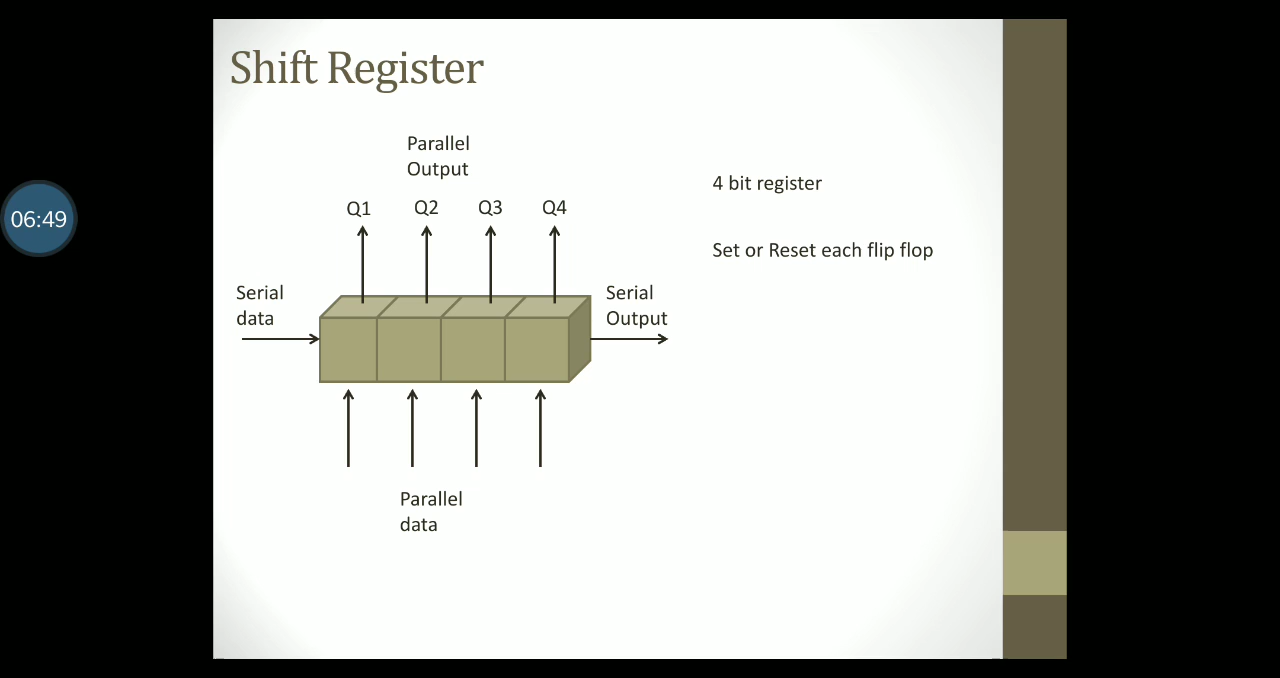 Shift Register
Parallel
Output
Q1 Q2 Q3 Q4
Serial
data
Serial
Output
Parallel
data
4 bit register
Set or Reset each flip flop
06:49